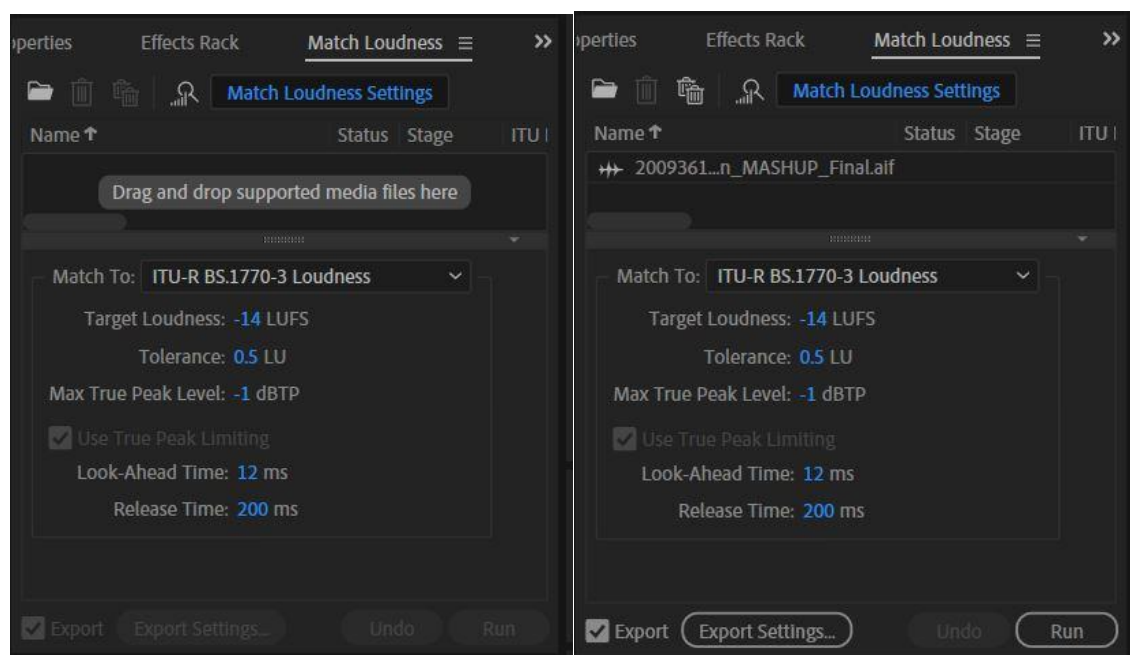 operties Effects Rack Match Loudness
Match Loudness Settings
Name Status Stage ITU
Drag and drop supported media files here
Match To: ITU-R BS.1770-3 Loudness
Target Loudness: -14 LUFS
Tolerance: 0.5 LU
Max True Peak Level: -1 dBTP
Use True Peak Limiting
Look-Ahead Time: 12 ms
Release Time: 200 ms
Export Export Settings... Undo Run
operties Effects Rack Match Loudness
Match Loudness Settings
Name Status Stage ITU
2009361...n_MASHUP_Final.aif
Match To: ITU-R BS.1770-3 Loudness
Target Loudness: -14 LUFS
Tolerance: 0.5 LU
Max True Peak Level: -1 dBTP
Use True Peak Limiting
Look-Ahead Time: 12 ms
Release Time: 200 ms
Export Export Settings... Undo Run